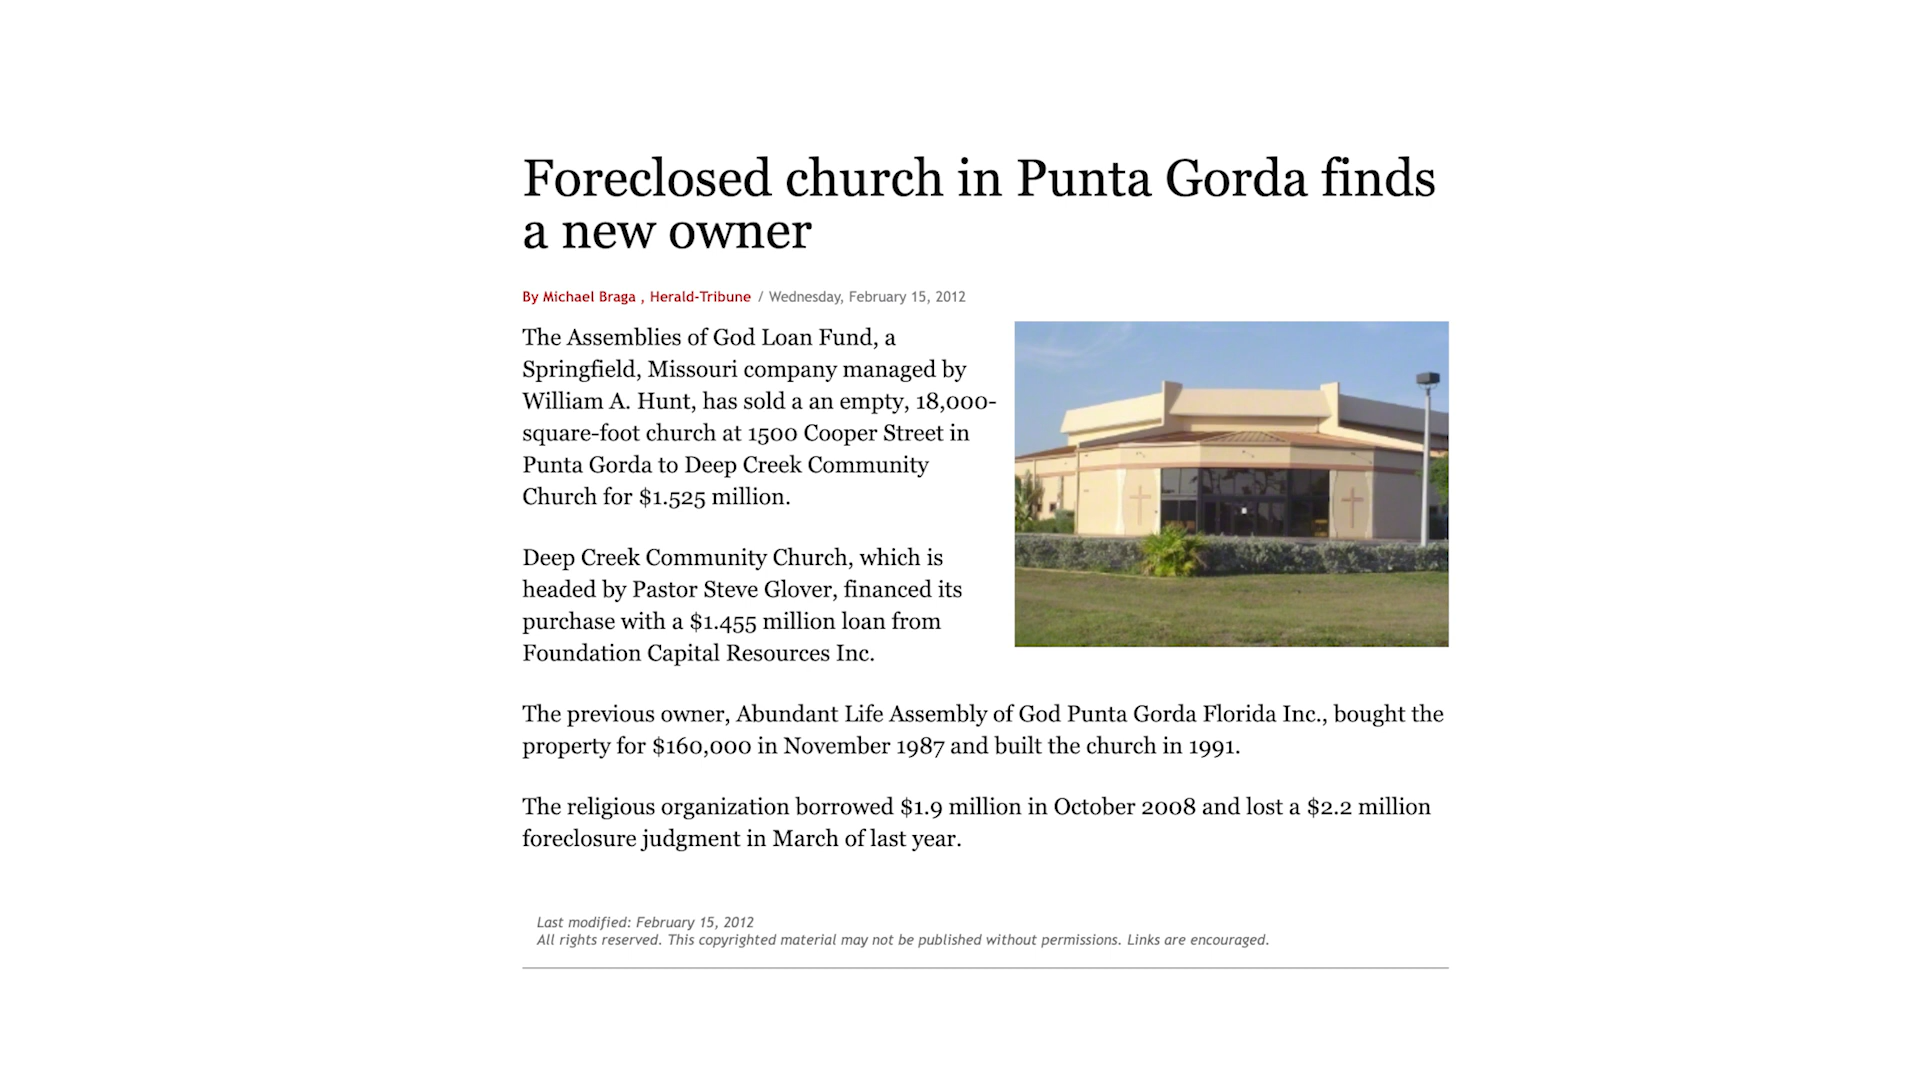 Foreclosed church in Punta Gorda finds
a new owner
By Michael Braga , Herald-Tribune / Wednesday, February 15, 2012
The Assemblies of God Loan Fund, a
Springfield, Missouri company managed by
William A. Hunt, has sold a an empty, 18,000-
square-foot church at 1500 Cooper Street in
Punta Gorda to Deep Creek Community
Church for $1.525 million.
Deep Creek Community Church, which is
headed by Pastor Steve Glover, financed its
purchase with a $1.455 million loan from
Foundation Capital Resources Inc.
The previous owner, Abundant Life Assembly of God Punta Gorda Florida Inc., bought the
property for $160,000 in November 1987 and built the church in 1991.
The religious organization borrowed $1.9 million in October 2008 and lost a $2.2 million
foreclosure judgment in March of last year.
Last modified: February 15, 2012
All rights reserved. This copyrighted material may not be published without permissions. Links are encouraged.